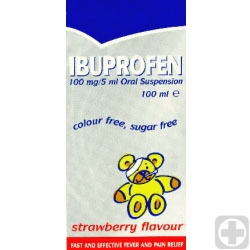 IBUPROFEN
100 mg/5 ml Oral Suspension
100 ml ℮
colour free, sugar free
strawberry flavour
FAST AND EFFECTIVE FEVER AND PAIN RELIEF